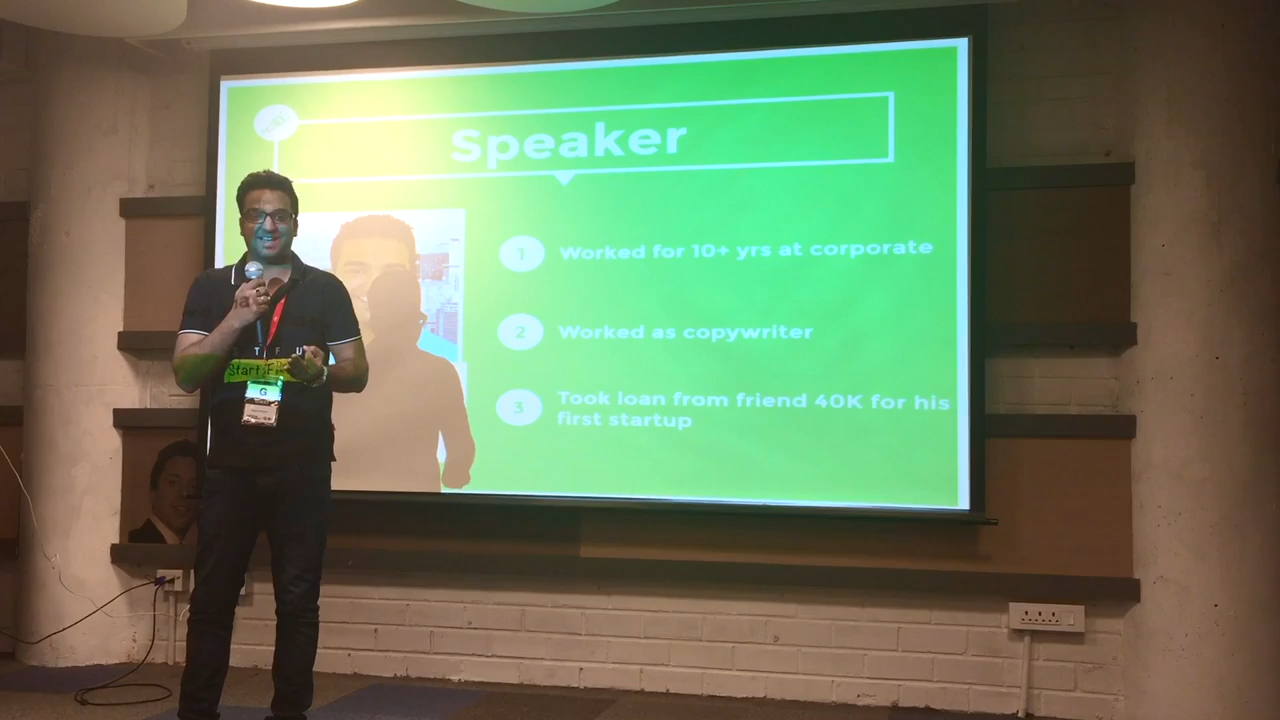 Speaker
1 Worked for 10+ yrs at corporate
2 Worked as copywriter
3 Took loan from friend 40K for his
first startup
G